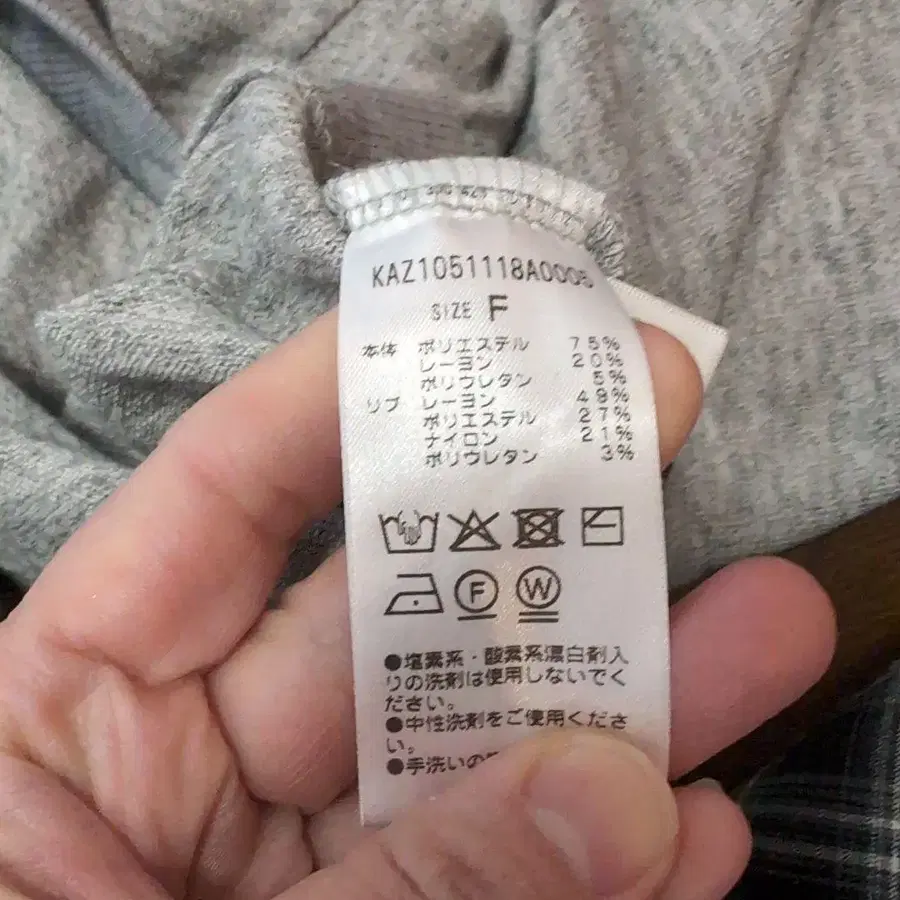 KAZ1051118A0005
SIZE F
本体 ポリエステル 75%
レーヨン 20%
ポリウレタン 5%
リブ レーヨン 49%
ポリエステル 27%
ナイロン 21%
ポリウレタン 3%
F W
●塩素系・酸素系漂白剤入
りの洗剤は使用しないでく
ださい。
●中性洗剤をご使用くださ
い。
●手洗いの